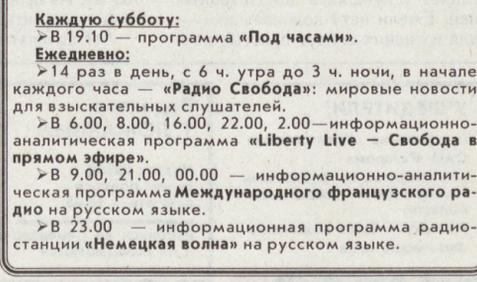 Каждую субботу:
➢В 19.10 — программа «Под часами».
Ежедневно:
➢14 раз в день, с 6 ч. утра до 3 ч. ночи, в начале
каждого часа — «Радио Свобода»: мировые новости
для взыскательных слушателей.
➢В 6.00, 8.00, 16.00, 22.00, 2.00—информационно-
аналитическая программа «Liberty Live – Свобода в
прямом эфире».
➢В 9.00, 21.00, 00.00 — информационно-аналити-
ческая программа Международного французского ра-
дио на русском языке.
➢В 23.00 — информационная программа радио-
станции «Немецкая волна» на русском языке.